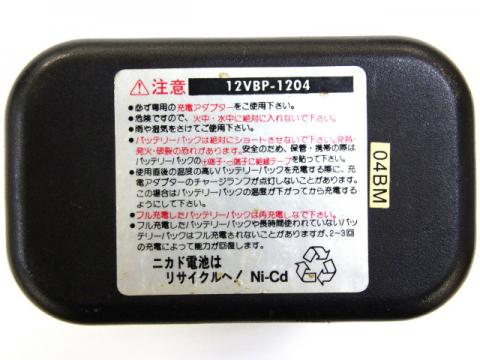 ⚠注意 12VBP-1204
●必ず専用の充電アダプターをご使用下さい。
●危険ですので、火中・水中に絶対に入れないで下さい。
●雨や湿気をさけてご使用下さい。
●バッテリーパックは絶対にショートさせないで下さい。発熱・
発火・破裂の恐れがあります。安全のため、保管・携帯の際は
バッテリーパックの⊕端子・⊖端子に絶縁テープを貼って下さい。
●使用直後の温度の高いバッテリーパックを充電する際に、充
電アダプターのチャージランプが点灯しないことがあります。
この場合はバッテリーパックの温度が下がってから充電する
ようにして下さい。
●フル充電したバッテリーパックは再充電しないで下さい。
●フル充電したバッテリーパックや長時間使われていないバッ
テリーパックはフル充電されないことがありますが、2~3回
の充電によって能力が回復します。
ニカド電池は
リサイクルへ! Ni-Cd
04BM